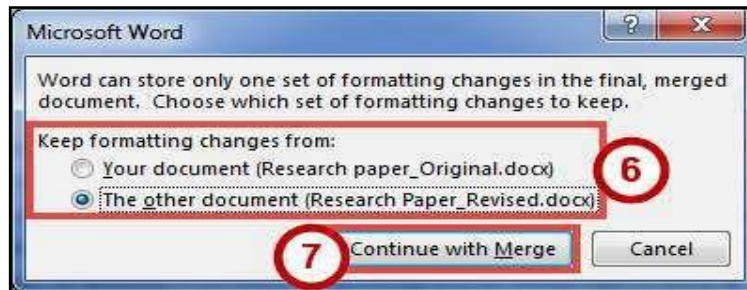 Microsoft Word
?
Word can store only one set of formatting changes in the final, merged
document. Choose which set of formatting changes to keep.
Keep formatting changes from:
Your document (Research paper_Original.docx)
The other document (Research Paper_Revised.docx)
6
7
Continue with Merge
Cancel